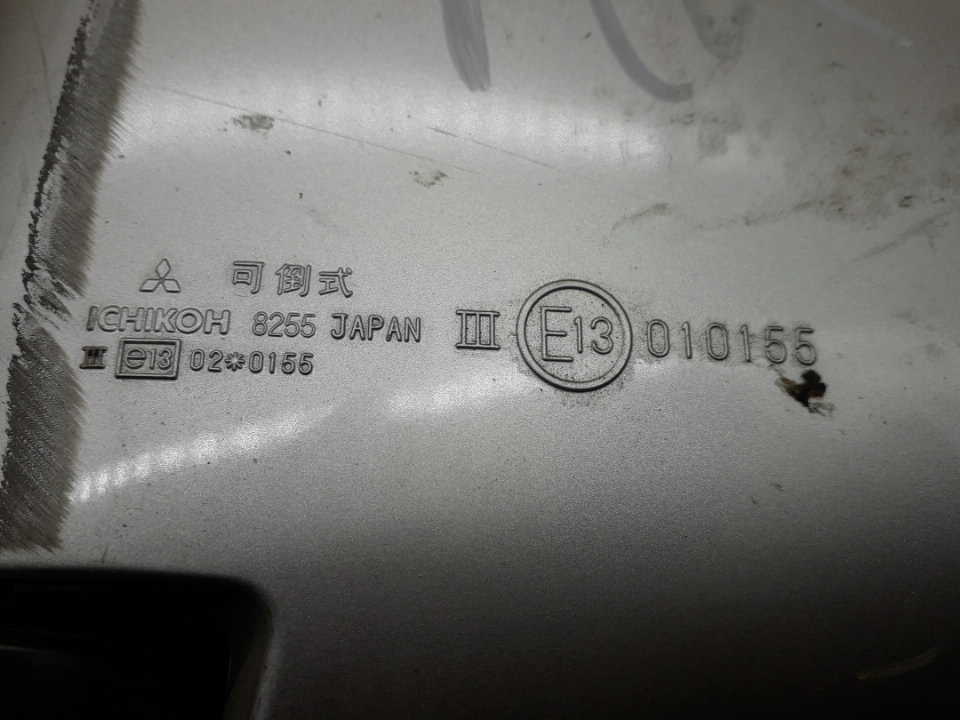 可倒式
ICHIKOH 8255 JAPAN
III e13 02*0155
III E13 010155